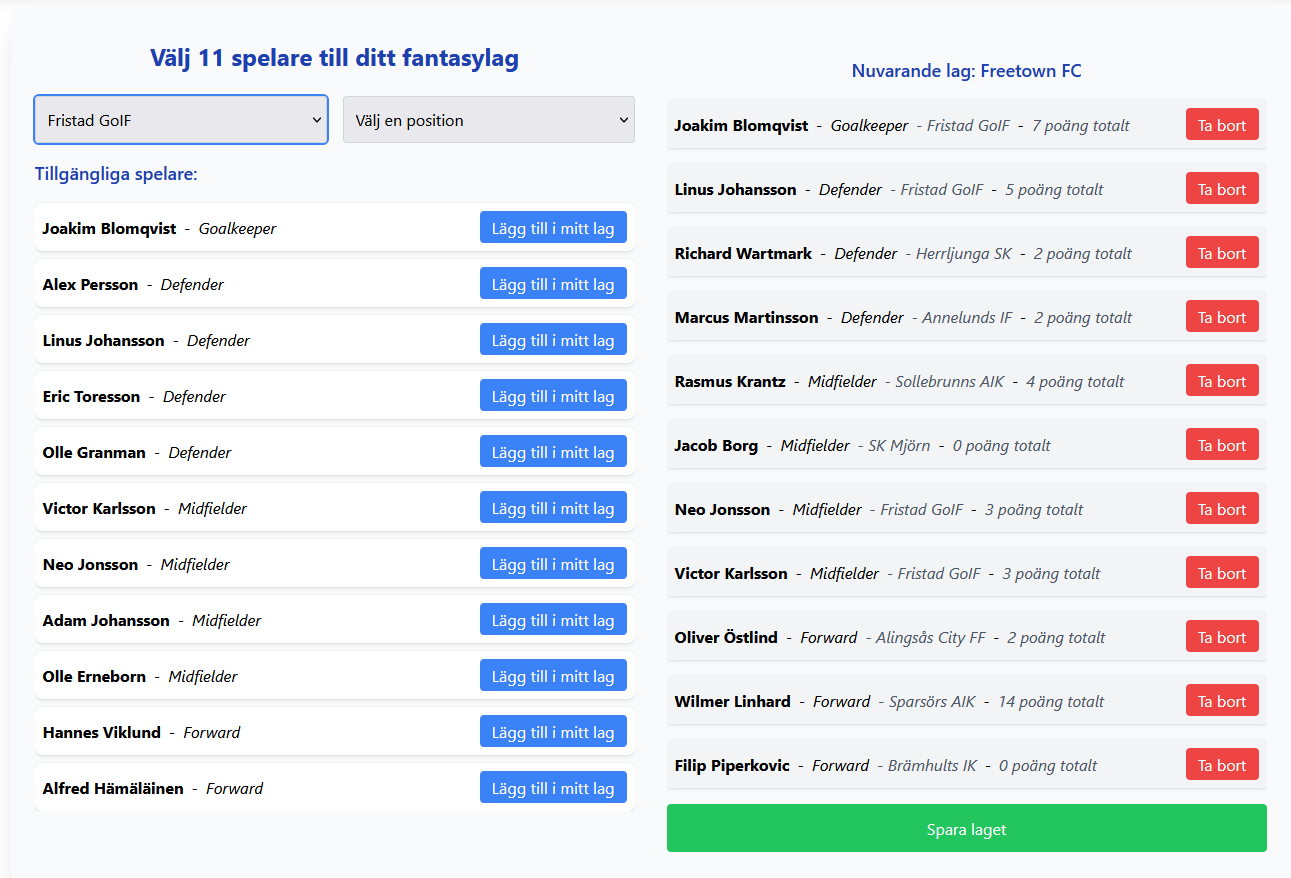 Välj 11 spelare till ditt fantasylag
Fristad GoIF
Välj en position
Tillgängliga spelare:
Joakim Blomqvist - Goalkeeper Lägg till i mitt lag
Alex Persson - Defender Lägg till i mitt lag
Linus Johansson - Defender Lägg till i mitt lag
Eric Toresson - Defender Lägg till i mitt lag
Olle Granman - Defender Lägg till i mitt lag
Victor Karlsson - Midfielder Lägg till i mitt lag
Neo Jonsson - Midfielder Lägg till i mitt lag
Adam Johansson - Midfielder Lägg till i mitt lag
Olle Erneborn - Midfielder Lägg till i mitt lag
Hannes Viklund - Forward Lägg till i mitt lag
Alfred Hämäläinen - Forward Lägg till i mitt lag
Nuvarande lag: Freetown FC
Joakim Blomqvist - Goalkeeper - Fristad GoIF - 7 poäng totalt Ta bort
Linus Johansson - Defender - Fristad GoIF - 5 poäng totalt Ta bort
Richard Wartmark - Defender - Herrljunga SK - 2 poäng totalt Ta bort
Marcus Martinsson - Defender - Annelunds IF - 2 poäng totalt Ta bort
Rasmus Krantz - Midfielder - Sollebrunns AIK - 4 poäng totalt Ta bort
Jacob Borg - Midfielder - SK Mjörn - 0 poäng totalt Ta bort
Neo Jonsson - Midfielder - Fristad GoIF - 3 poäng totalt Ta bort
Victor Karlsson - Midfielder - Fristad GoIF - 3 poäng totalt Ta bort
Oliver Östlind - Forward - Alingsås City FF - 2 poäng totalt Ta bort
Wilmer Linhard - Forward - Sparsörs AIK - 14 poäng totalt Ta bort
Filip Piperkovic - Forward - Brämhults IK - 0 poäng totalt Ta bort
Spara laget